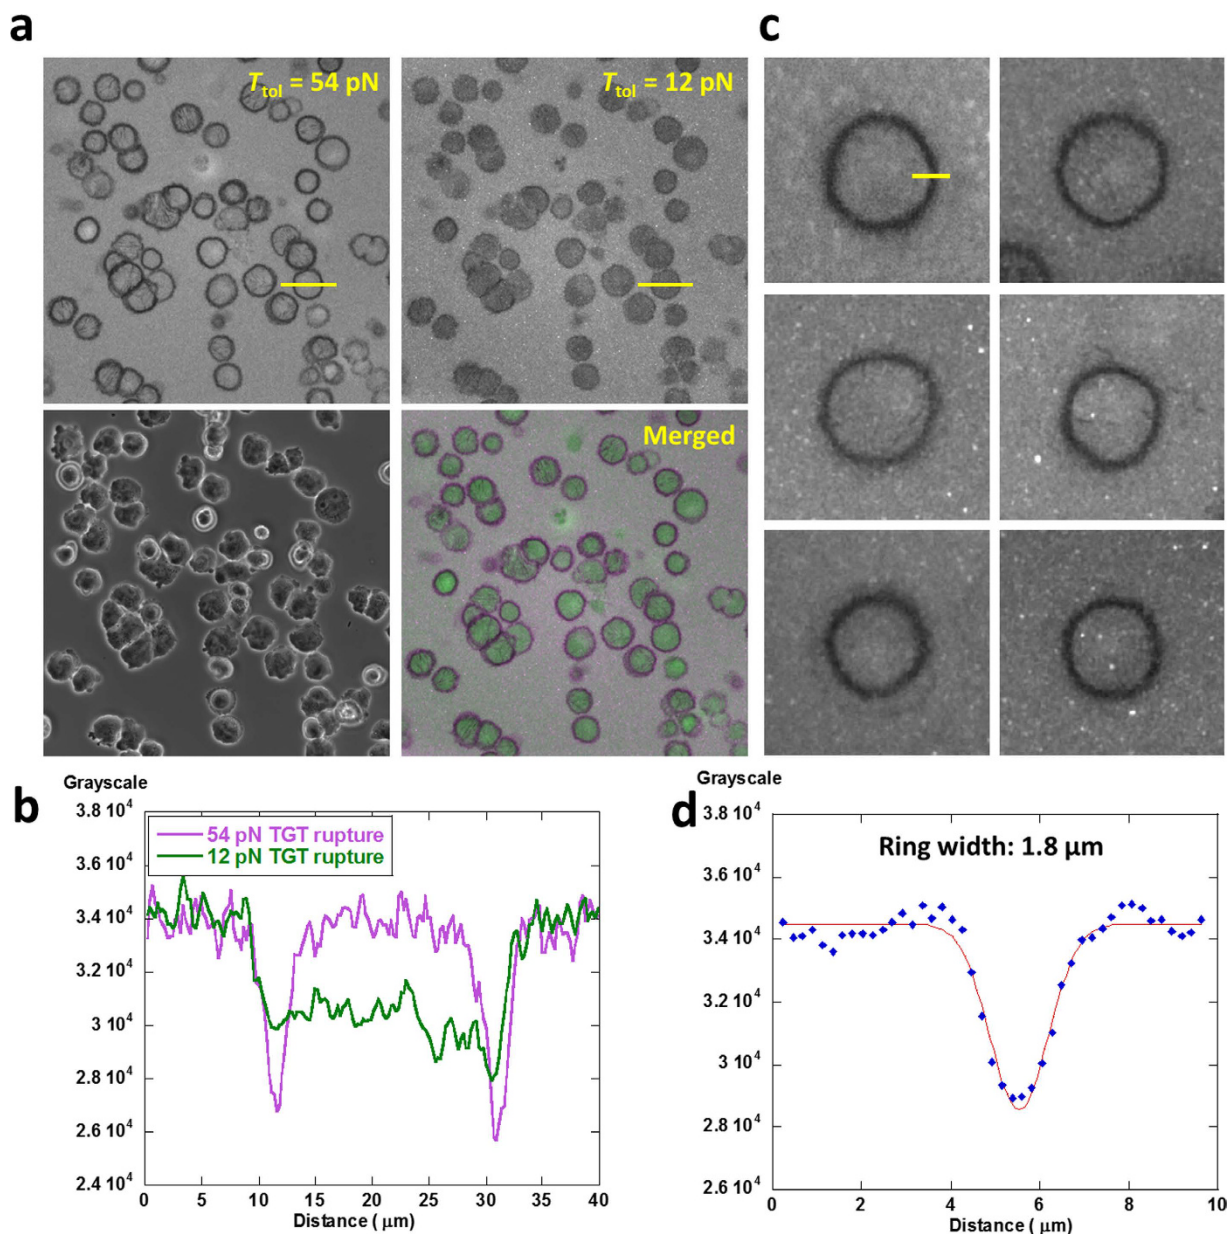 a
T_tol = 54 pN
T_tol = 12 pN
Merged
c
b
Grayscale
3.8 10^4
3.6 10^4
3.4 10^4
3.2 10^4
3 10^4
2.8 10^4
2.6 10^4
2.4 10^4
54 pN TGT rupture
12 pN TGT rupture
0 5 10 15 20 25 30 35 40
Distance ( μm)
d
Grayscale
3.8 10^4
3.6 10^4
3.4 10^4
3.2 10^4
3 10^4
2.8 10^4
2.6 10^4
Ring width: 1.8 µm
0 2 4 6 8 10
Distance ( μm)